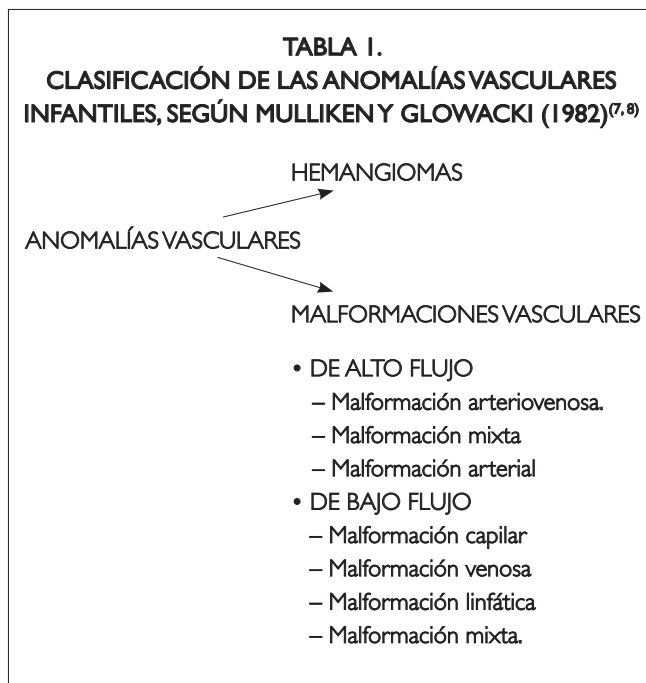 TABLA 1.
CLASIFICACIÓN DE LAS ANOMALÍAS VASCULARES
INFANTILES, SEGÚN MULLIKEN Y GLOWACKI (1982)(7, 8)
HEMANGIOMAS
ANOMALÍAS VASCULARES
MALFORMACIONES VASCULARES
• DE ALTO FLUJO
– Malformación arteriovenosa.
– Malformación mixta
– Malformación arterial
• DE BAJO FLUJO
– Malformación capilar
– Malformación venosa
– Malformación linfática
– Malformación mixta.